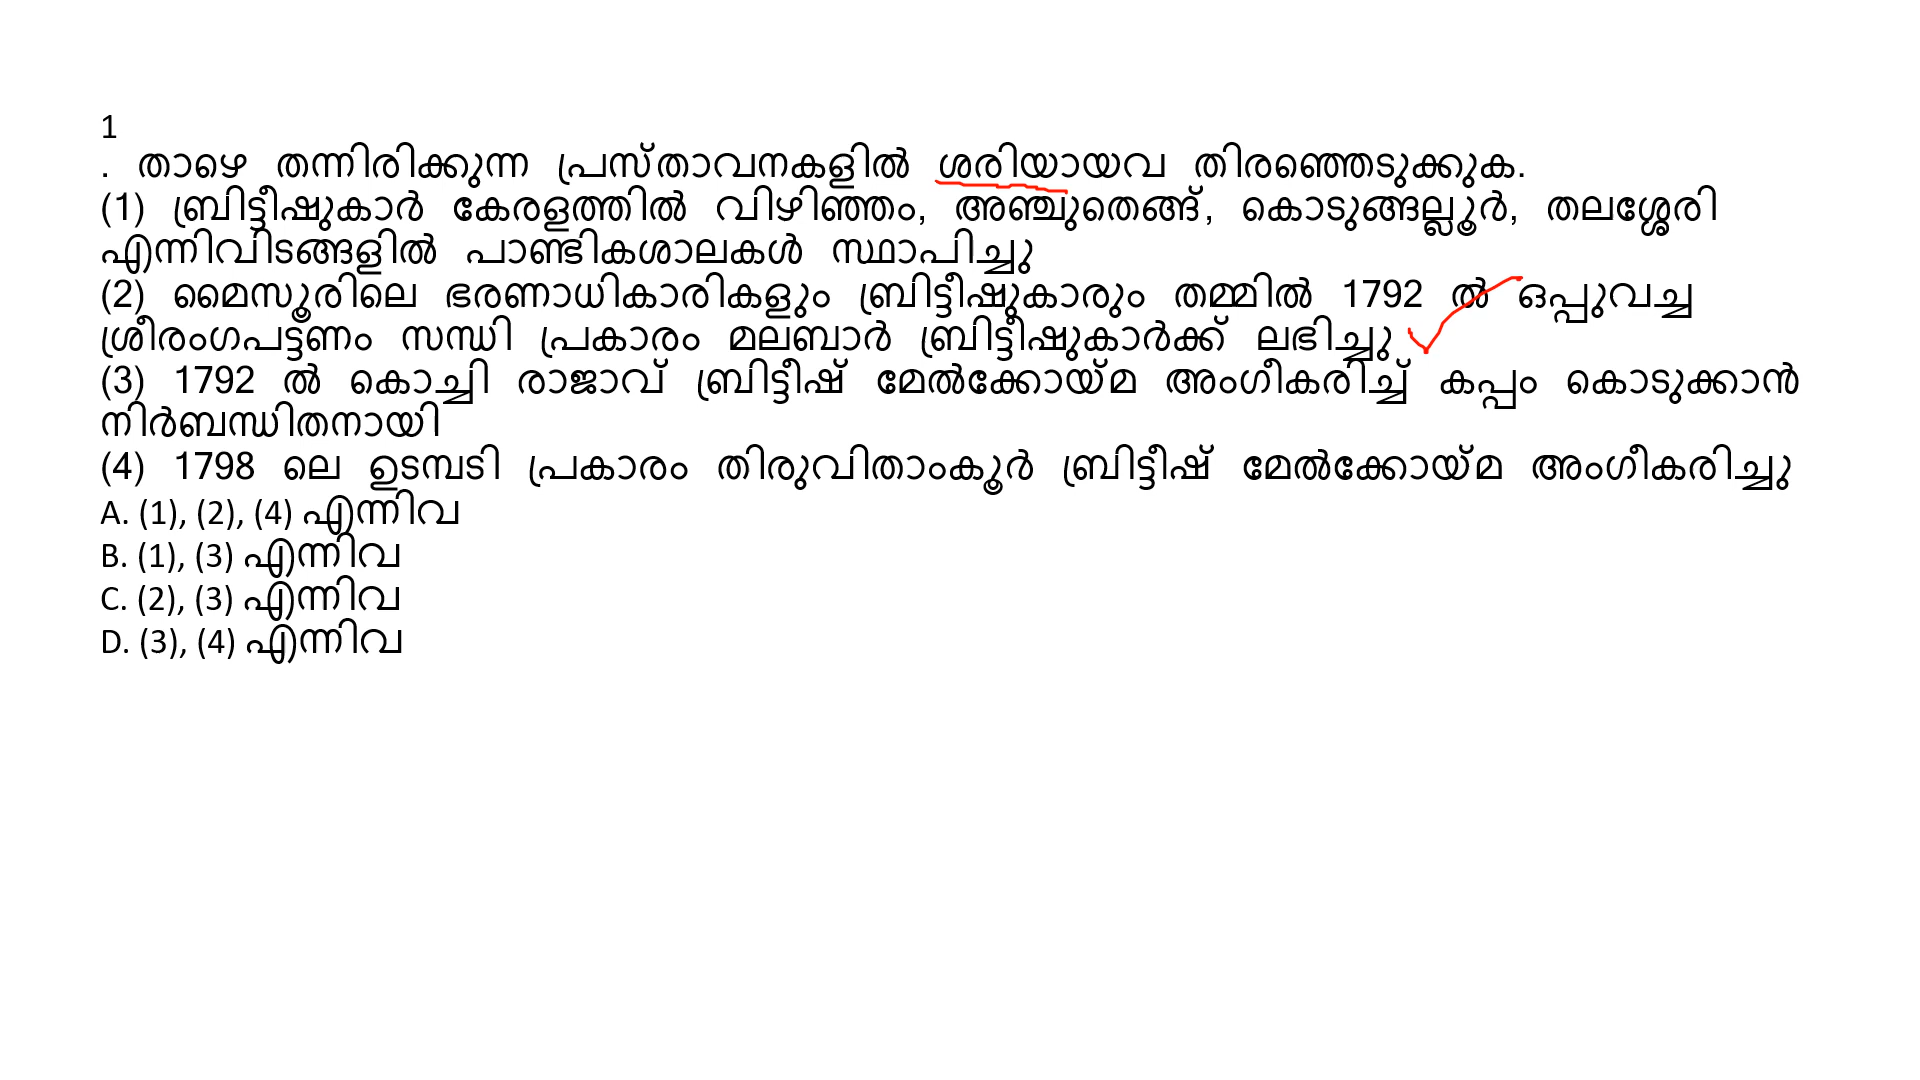 1
. താഴെ തന്നിരിക്കുന്ന പ്രസ്താവനകളിൽ ശരിയായവ തിരഞ്ഞെടുക്കുക.
(1) ബ്രിട്ടീഷുകാർ കേരളത്തിൽ വിഴിഞ്ഞം, അഞ്ചുതെങ്ങ്, കൊടുങ്ങല്ലൂർ, തലശ്ശേരി
എന്നിവിടങ്ങളിൽ പാണ്ടികശാലകൾ സ്ഥാപിച്ചു
(2) മൈസൂരിലെ ഭരണാധികാരികളും ബ്രിട്ടീഷുകാരും തമ്മിൽ 1792 ൽ ഒപ്പുവച്ച
ശ്രീരംഗപട്ടണം സന്ധി പ്രകാരം മലബാർ ബ്രിട്ടീഷുകാർക്ക് ലഭിച്ചു
(3) 1792 ൽ കൊച്ചി രാജാവ് ബ്രിട്ടീഷ് മേൽക്കോയ്മ അംഗീകരിച്ച് കപ്പം കൊടുക്കാൻ
നിർബന്ധിതനായി
(4) 1798 ലെ ഉടമ്പടി പ്രകാരം തിരുവിതാംകൂർ ബ്രിട്ടീഷ് മേൽക്കോയ്മ അംഗീകരിച്ചു
A. (1), (2), (4) എന്നിവ
B. (1), (3) എന്നിവ
C. (2), (3) എന്നിവ
D. (3), (4) എന്നിവ